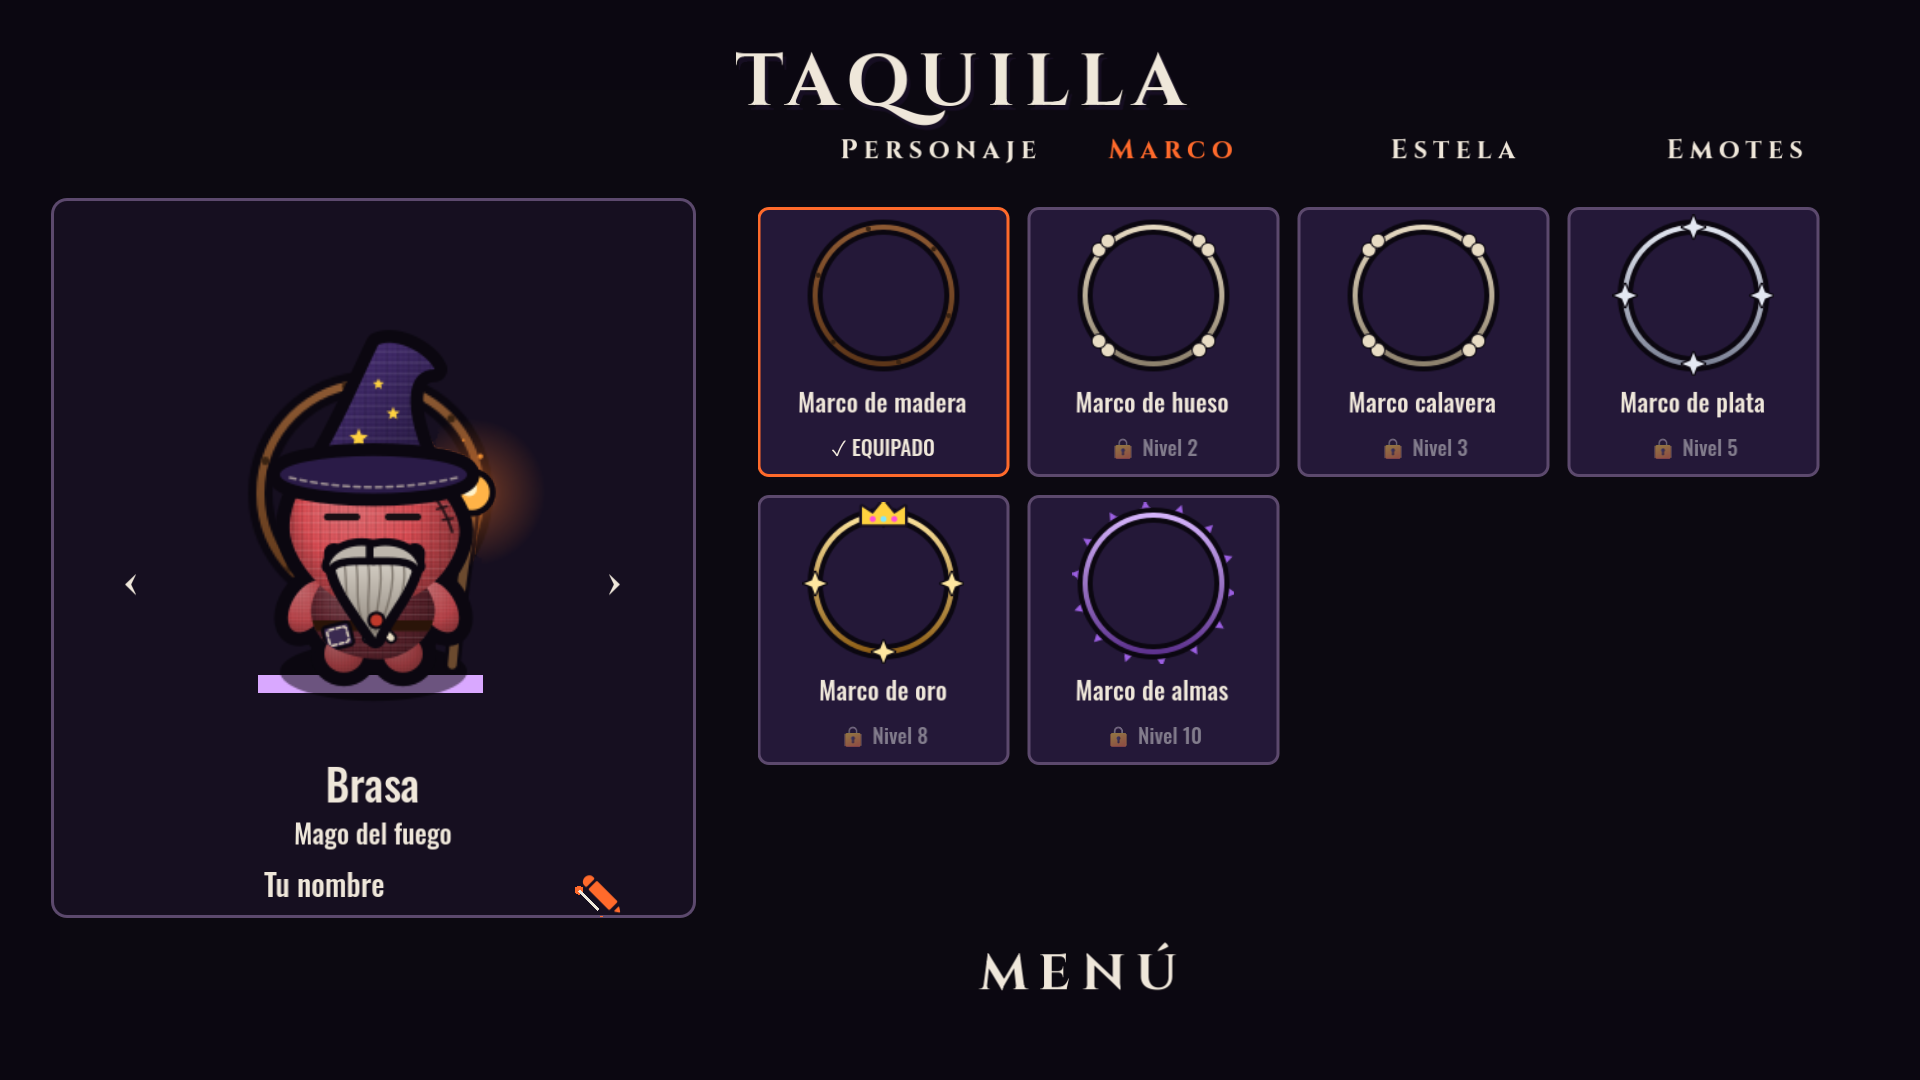 TAQUILLA
PERSONAJE MARCO ESTELA EMOTES
Marco de madera
✓ EQUIPADO
Marco de hueso
Nivel 2
Marco calavera
Nivel 3
Marco de plata
Nivel 5
Marco de oro
Nivel 8
Marco de almas
Nivel 10
Brasa
Mago del fuego
Tu nombre
MENÚ